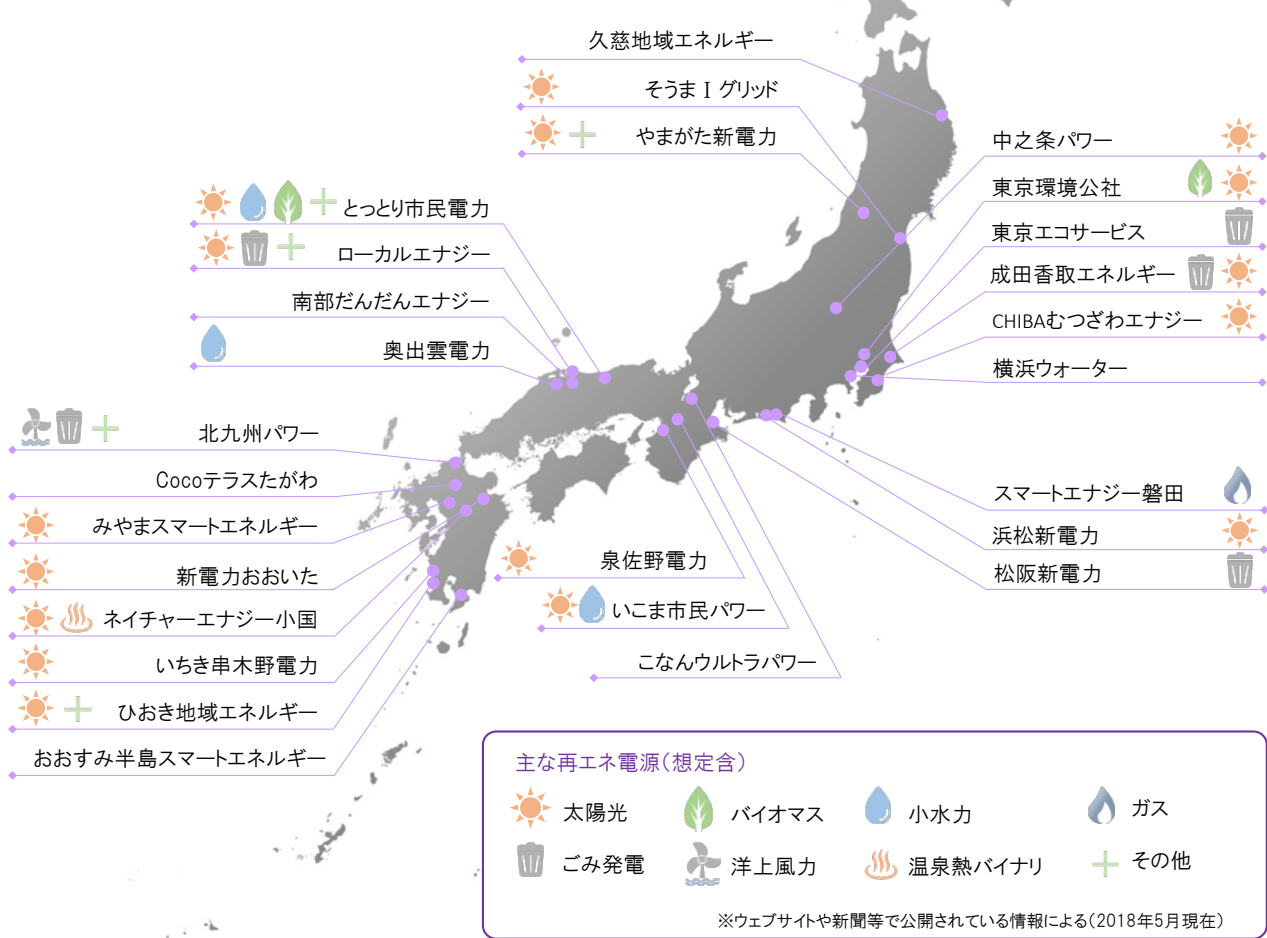 久慈地域エネルギー
そうまIグリッド
やまがた新電力
とっとり市民電力
ローカルエナジー
南部だんだんエナジー
奥出雲電力
北九州パワー
Cocoテラスたがわ
みやまスマートエネルギー
新電力おおいた
ネイチャーエナジー小国
いちき串木野電力
ひおき地域エネルギー
おおすみ半島スマートエネルギー
泉佐野電力
いこま市民パワー
こなんウルトラパワー
中之条パワー
東京環境公社
東京エコサービス
成田香取エネルギー
CHIBAむつざわエナジー
横浜ウォーター
スマートエナジー磐田
浜松新電力
松阪新電力
主な再エネ電源(想定含)
太陽光
バイオマス
小水力
ガス
ごみ発電
洋上風力
温泉熱バイナリ
その他
※ウェブサイトや新聞等で公開されている情報による(2018年5月現在)